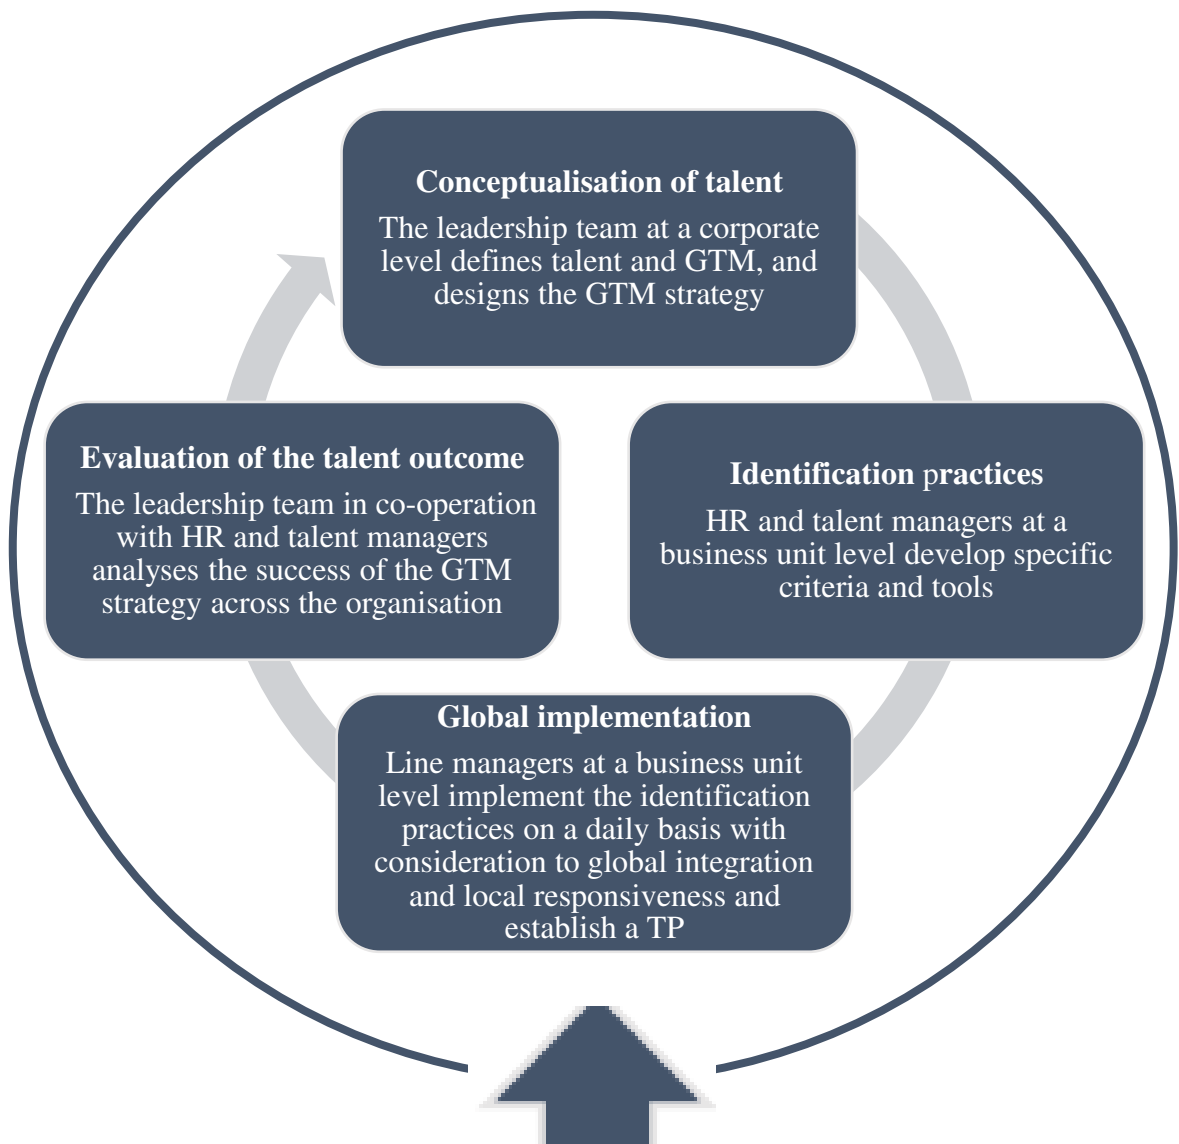 Conceptualisation of talent
The leadership team at a corporate
level defines talent and GTM, and
designs the GTM strategy
Evaluation of the talent outcome
The leadership team in co-operation
with HR and talent managers
analyses the success of the GTM
strategy across the organisation
Identification practices
HR and talent managers at a
business unit level develop specific
criteria and tools
Global implementation
Line managers at a business unit
level implement the identification
practices on a daily basis with
consideration to global integration
and local responsiveness and
establish a TP